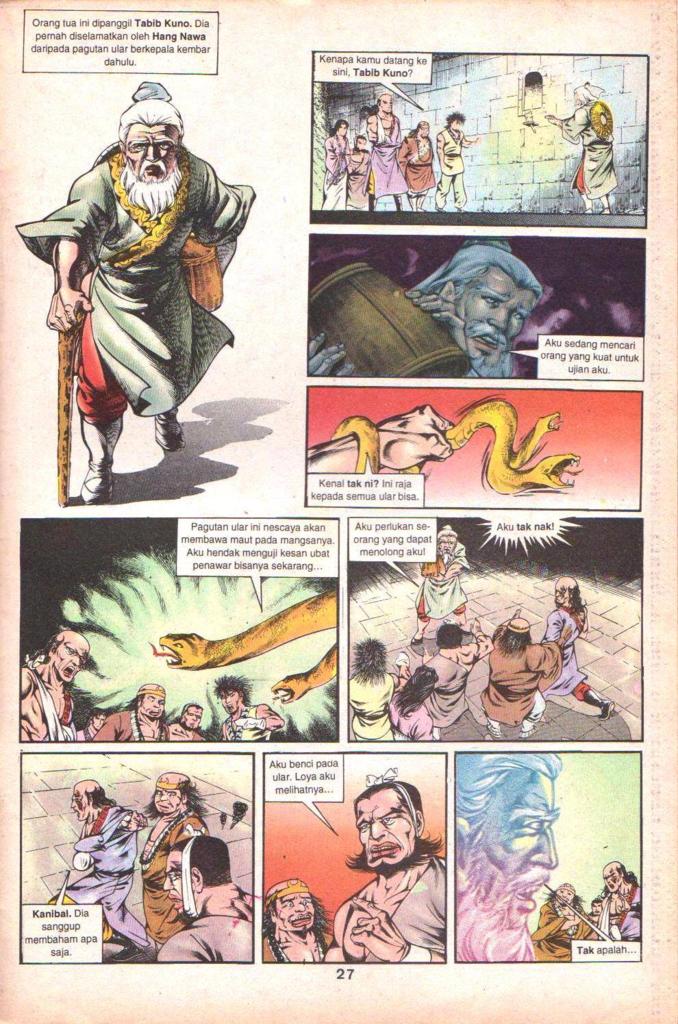 Orang tua ini dipanggil Tabib Kuno. Dia
pernah diselamatkan oleh Hang Nawa
daripada pagutan ular berkepala kembar
dahulu.
Kenapa kamu datang ke
sini, Tabib Kuno?
Aku sedang mencari
orang yang kuat untuk
ujian aku.
Kenal tak ni? Ini raja
kepada semua ular bisa.
Pagutan ular ini nescaya akan
membawa maut pada mangsanya.
Aku hendak menguji kesan ubat
penawar bisanya sekarang...
Aku perlukan se-
orang yang dapat
menolong aku!
Aku tak nak!
Kanibal. Dia
sanggup
membaham apa
saja.
Aku benci pada
ular. Loya aku
melihatnya...
Tak apalah...
27